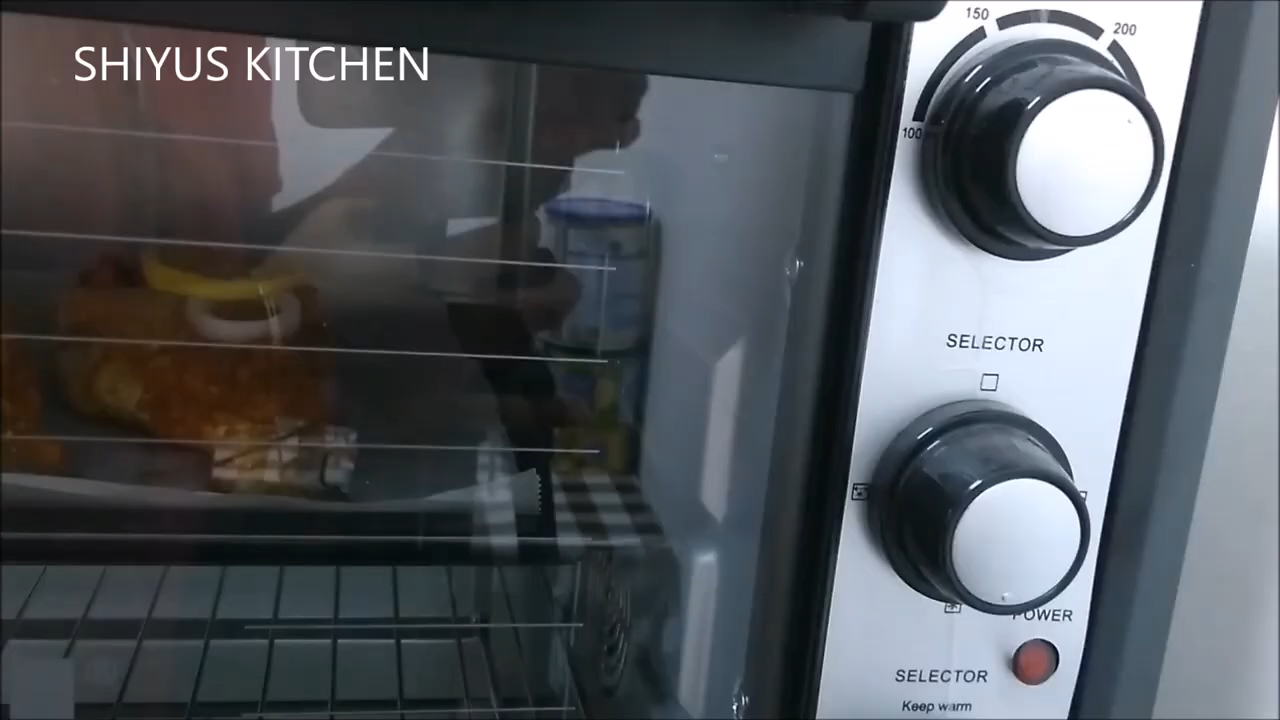 SHIYUS KITCHEN
150
200
100
SELECTOR
POWER
SELECTOR
Keep warm